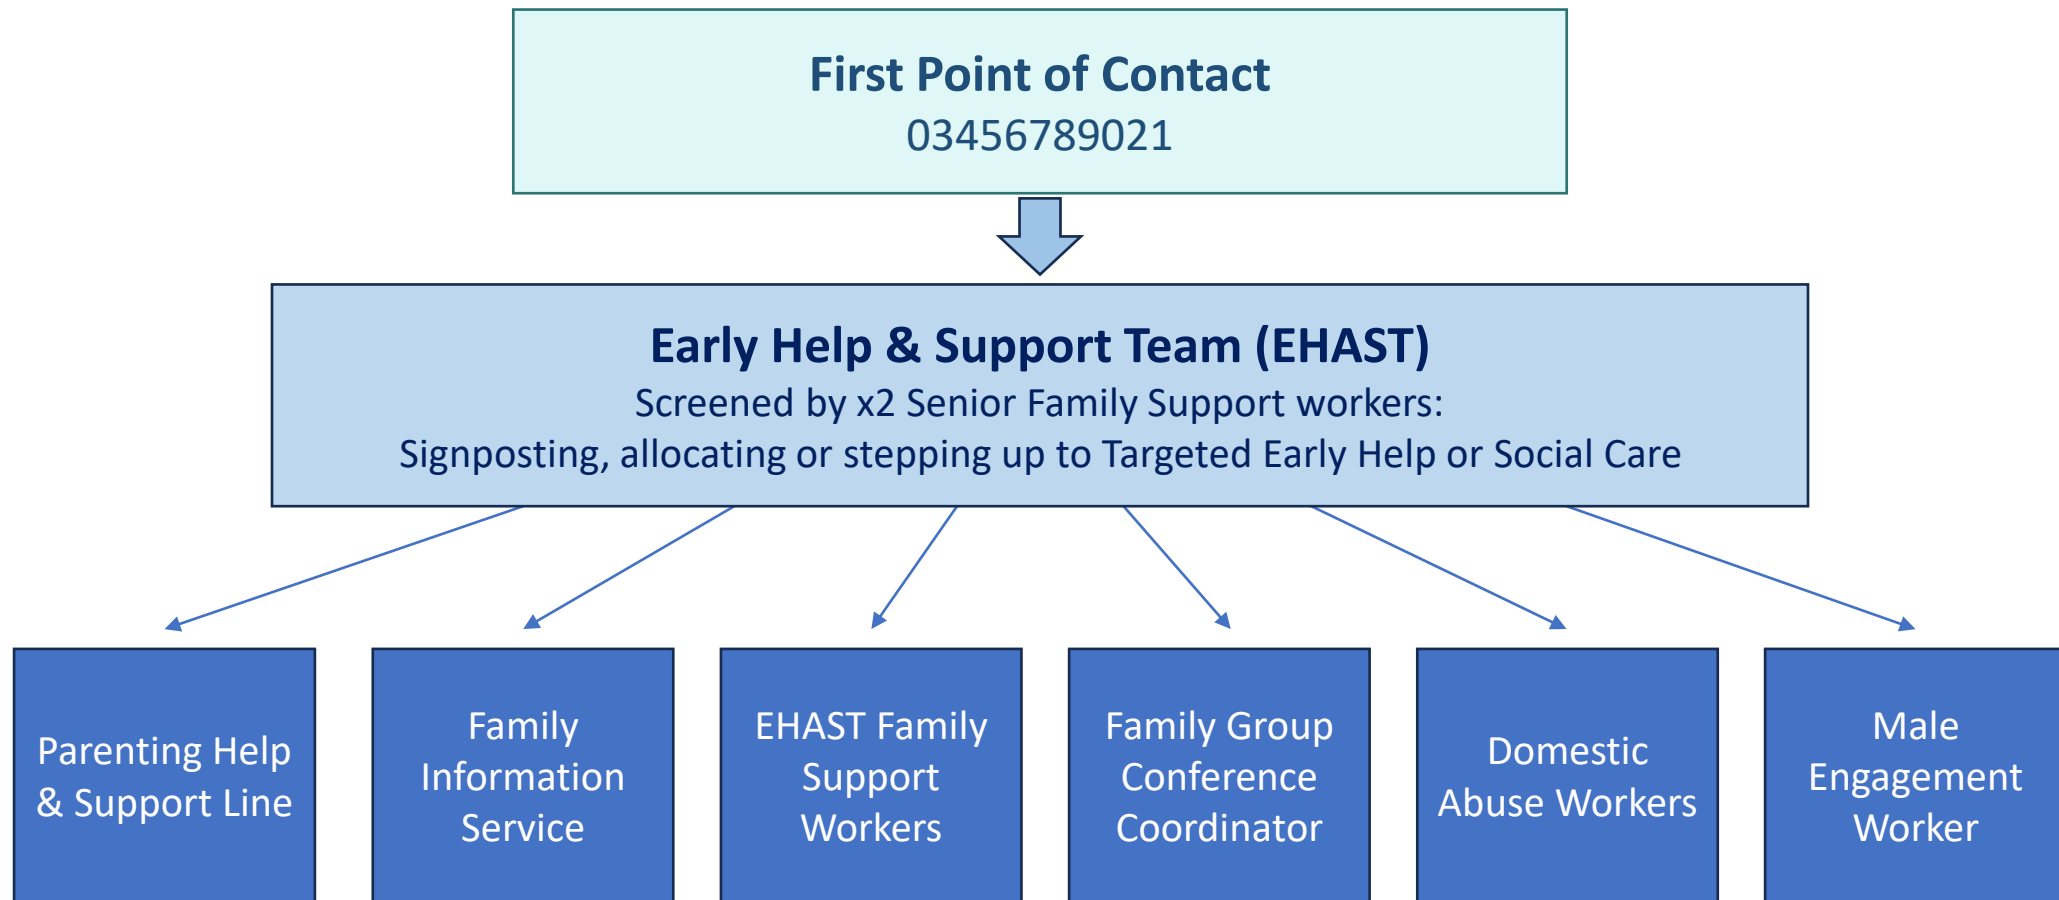 First Point of Contact
03456789021
Early Help & Support Team (EHAST)
Screened by x2 Senior Family Support workers:
Signposting, allocating or stepping up to Targeted Early Help or Social Care
Parenting Help
& Support Line
Family
Information
Service
EHAST Family
Support
Workers
Family Group
Conference
Coordinator
Domestic
Abuse Workers
Male
Engagement
Worker